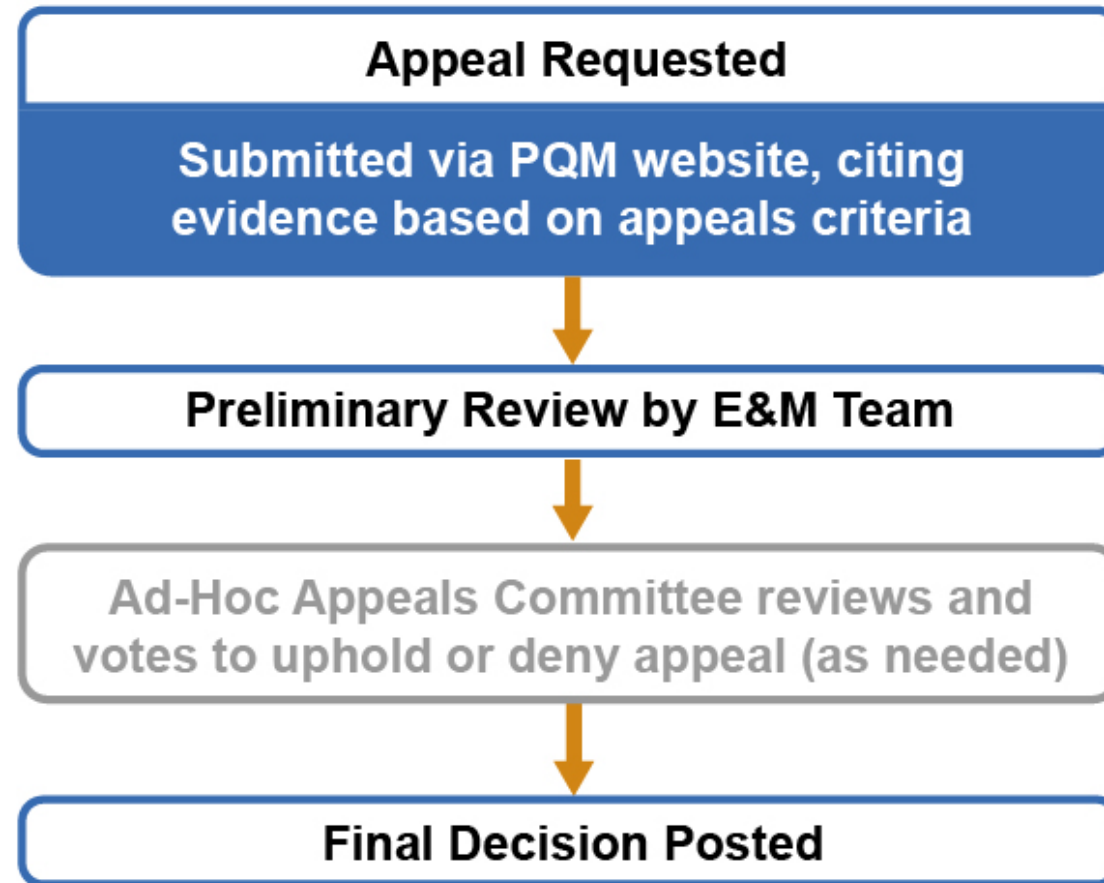 Appeal Requested
Submitted via PQM website, citing
evidence based on appeals criteria
Preliminary Review by E&M Team
Ad-Hoc Appeals Committee reviews and
votes to uphold or deny appeal (as needed)
Final Decision Posted